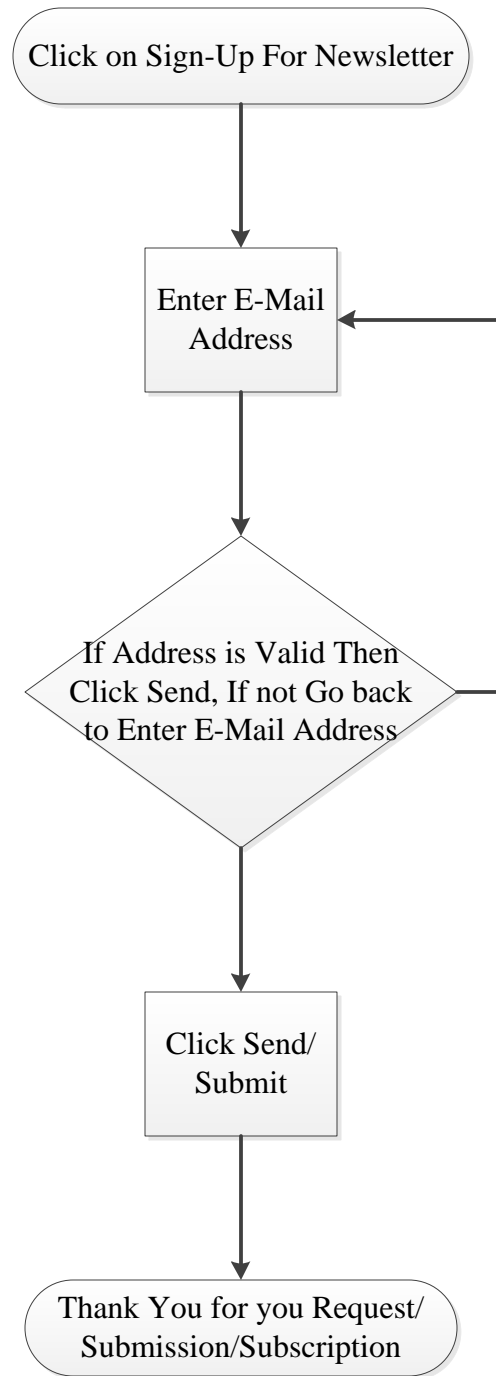 Click on Sign-Up For Newsletter
Enter E-Mail
Address
If Address is Valid Then
Click Send, If not Go back
to Enter E-Mail Address
Click Send/
Submit
Thank You for you Request/
Submission/Subscription